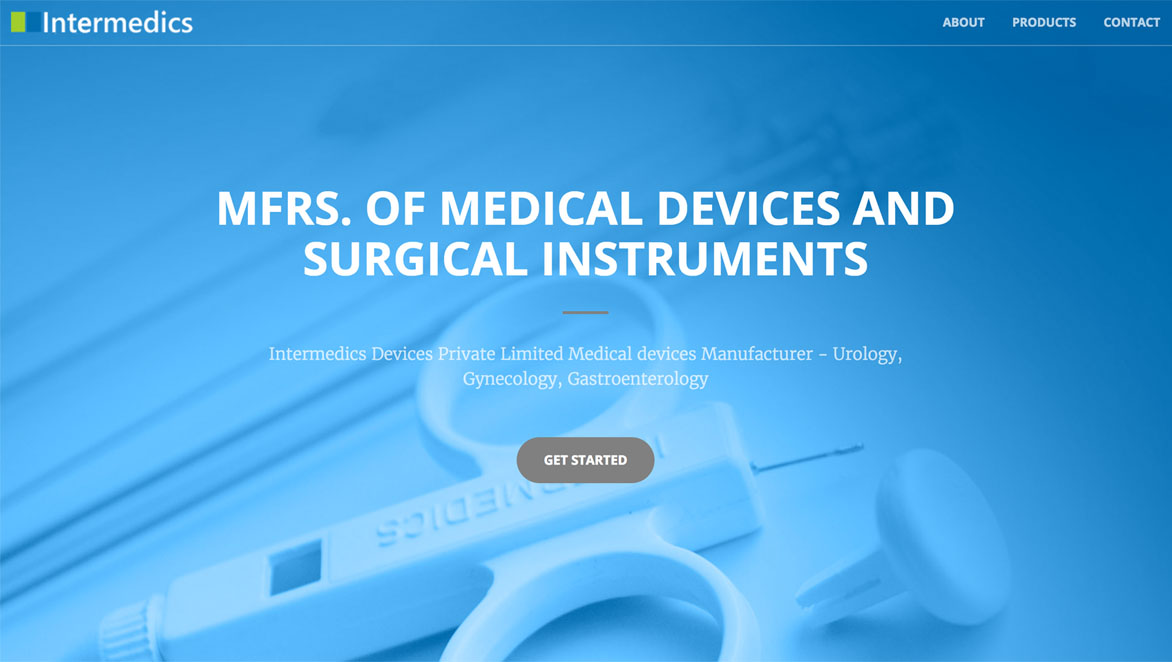 Intermedics
ABOUT PRODUCTS CONTACT
MFRS. OF MEDICAL DEVICES AND
SURGICAL INSTRUMENTS
Intermedics Devices Private Limited Medical devices Manufacturer - Urology,
Gynecology, Gastroenterology
GET STARTED